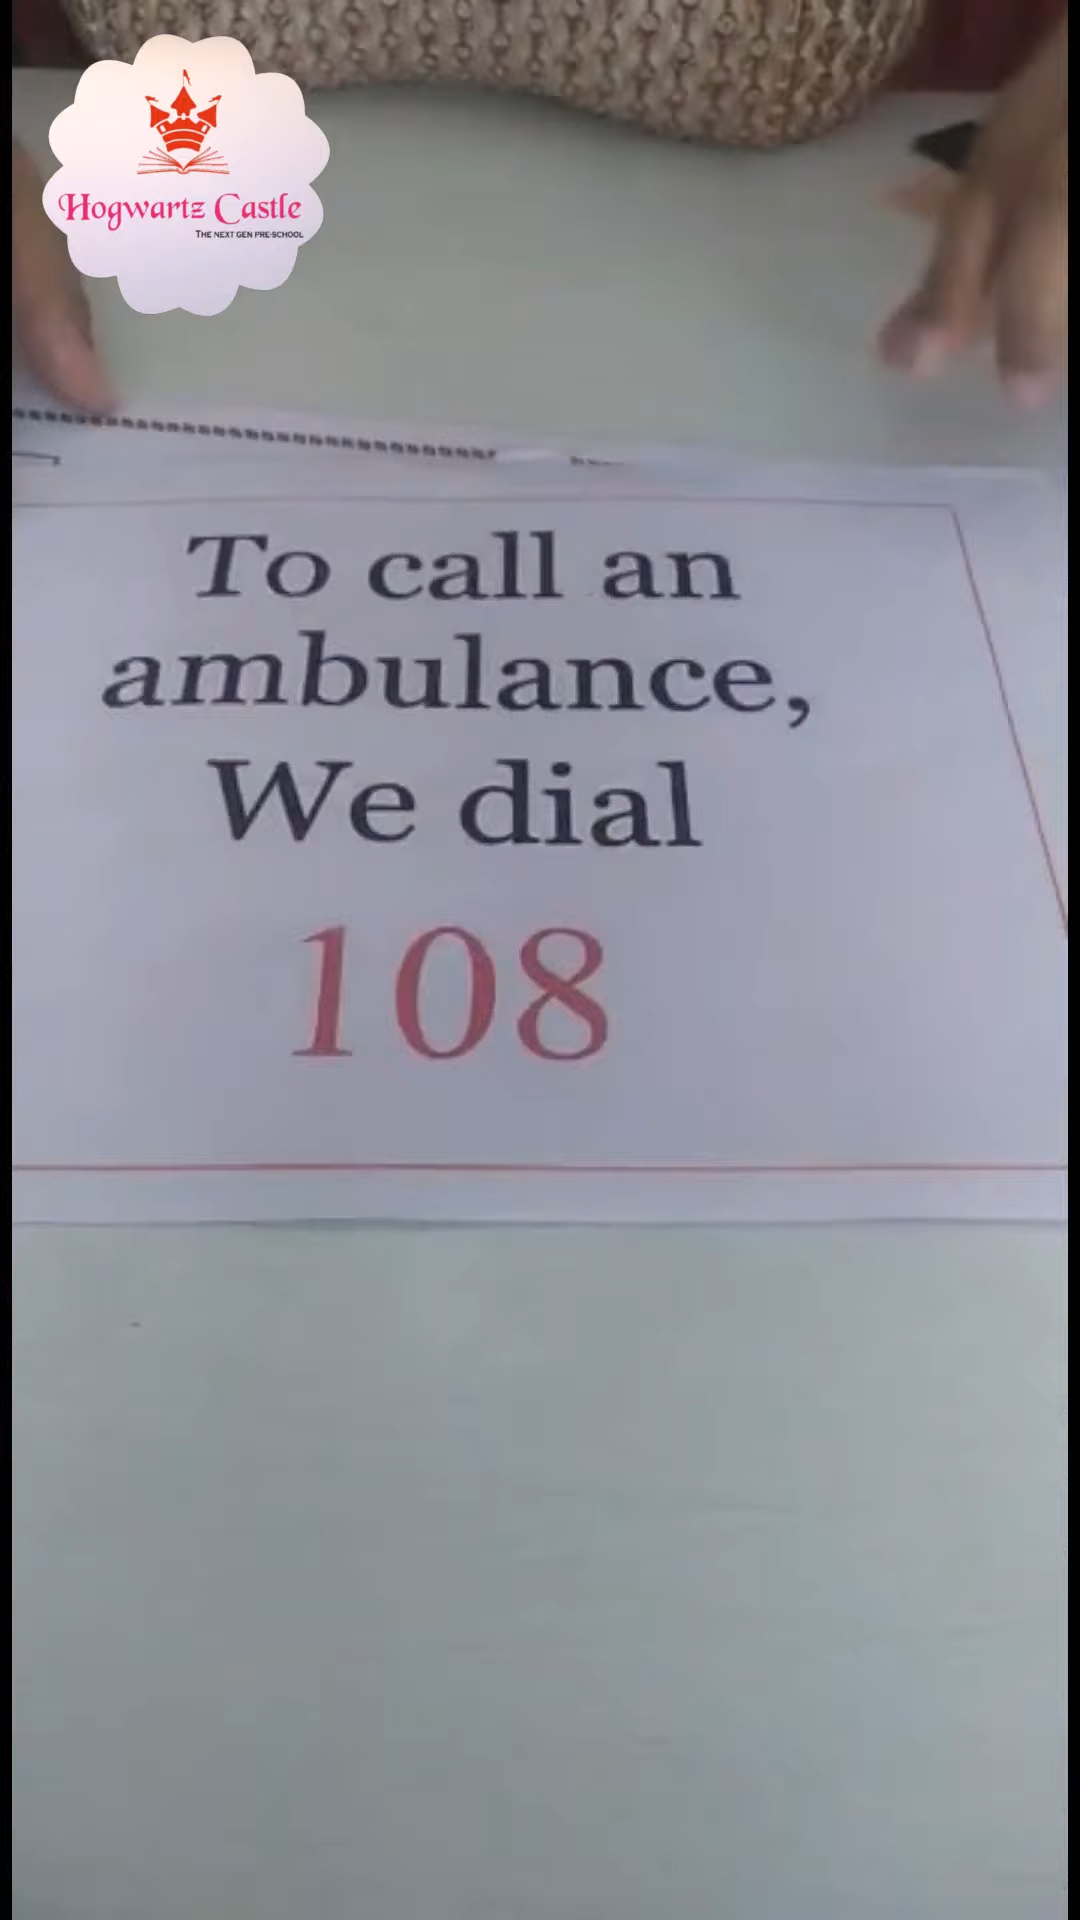 Hogwartz Castle
THE NEXT GEN PRE-SCHOOL
To call an
ambulance,
We dial
108